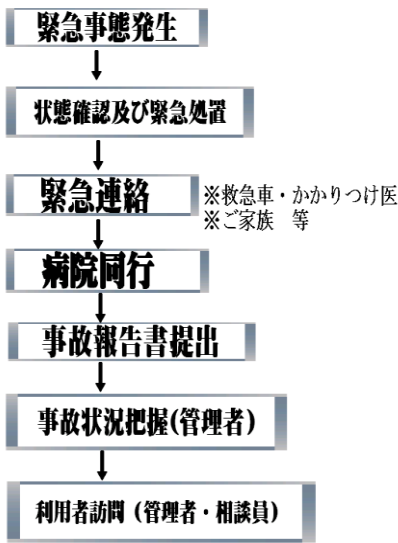 緊急事態発生
状態確認及び緊急処置
緊急連絡
※救急車・かかりつけ医
※ご家族　等
病院同行
事故報告書提出
事故状況把握(管理者)
利用者訪問（管理者・相談員）